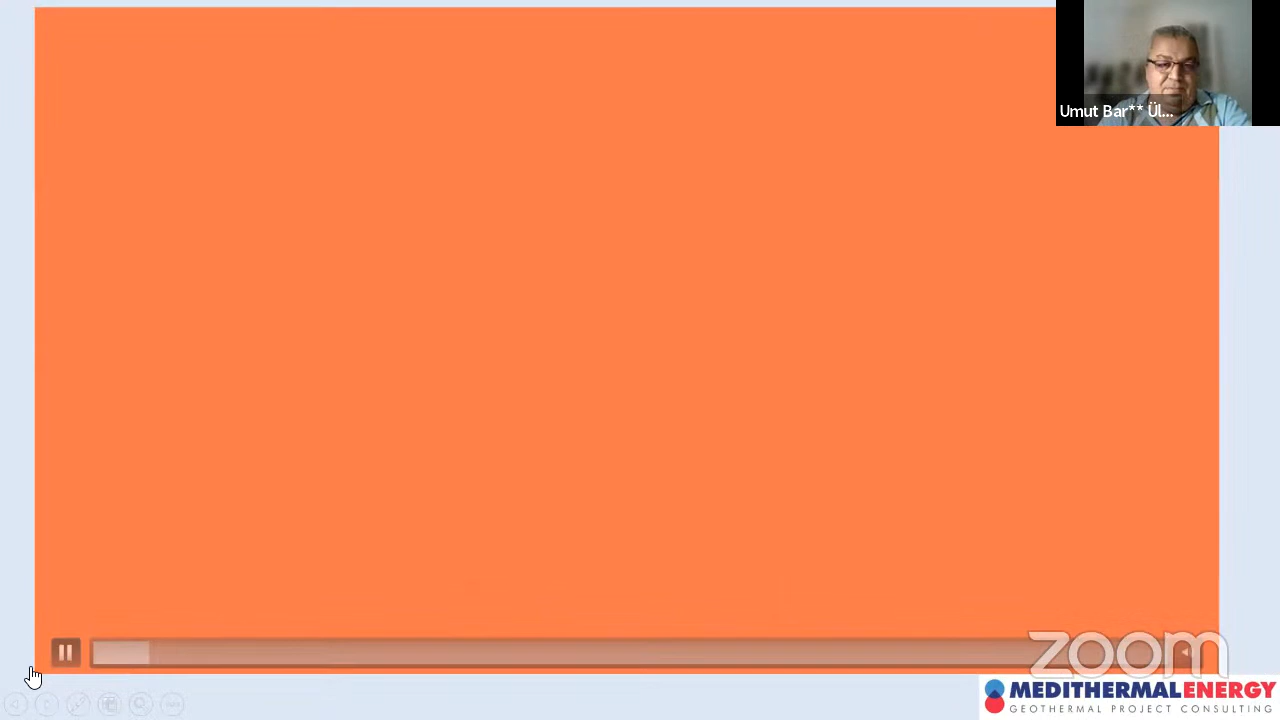 Umut Bar** Ül...
zoom
MEDITHERMALENERGY
GEOTHERMAL PROJECT CONSULTING